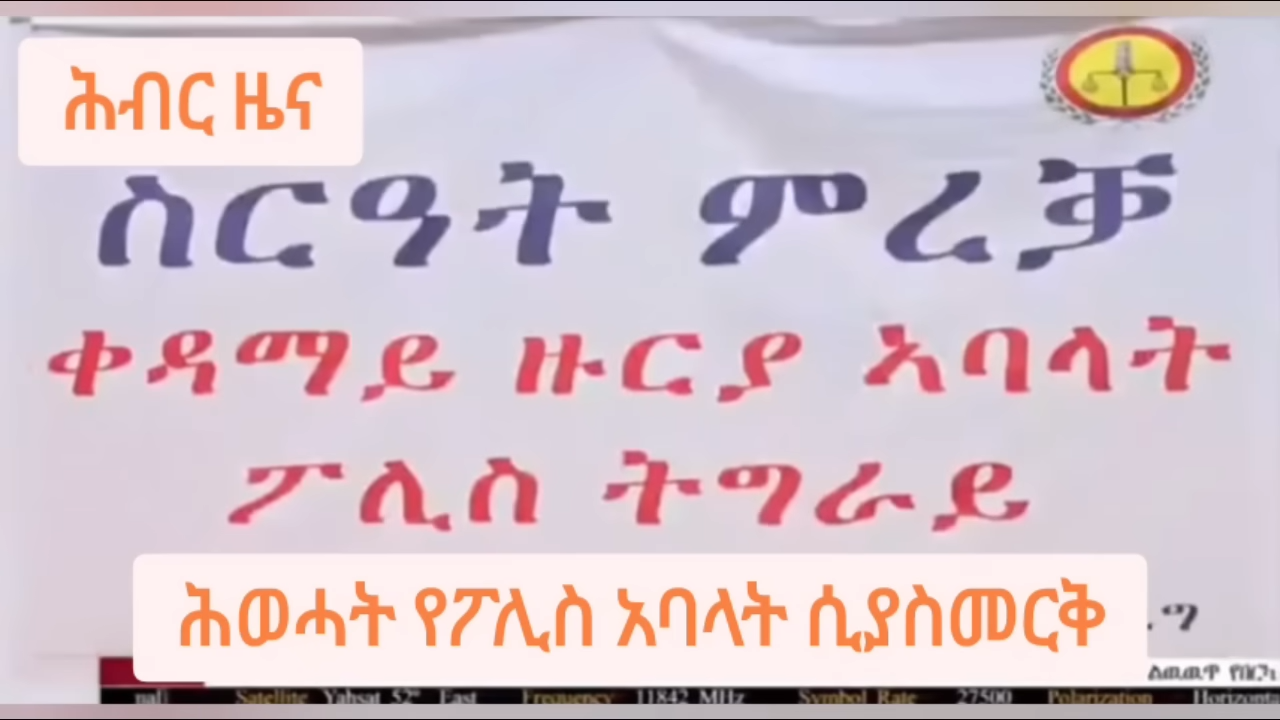 ሕብር ዜና
ስርዓት ምረቓ
ቀዳማይ ዙርያ ኣባላት
ፖሊስ ትግራይ
ሕወሓት የፖሊስ አባላት ሲያስመርቅ
Satellite Yahsat 52° East Frequency 11842 MHz Symbol Rate 27500 Polarization Horizonta